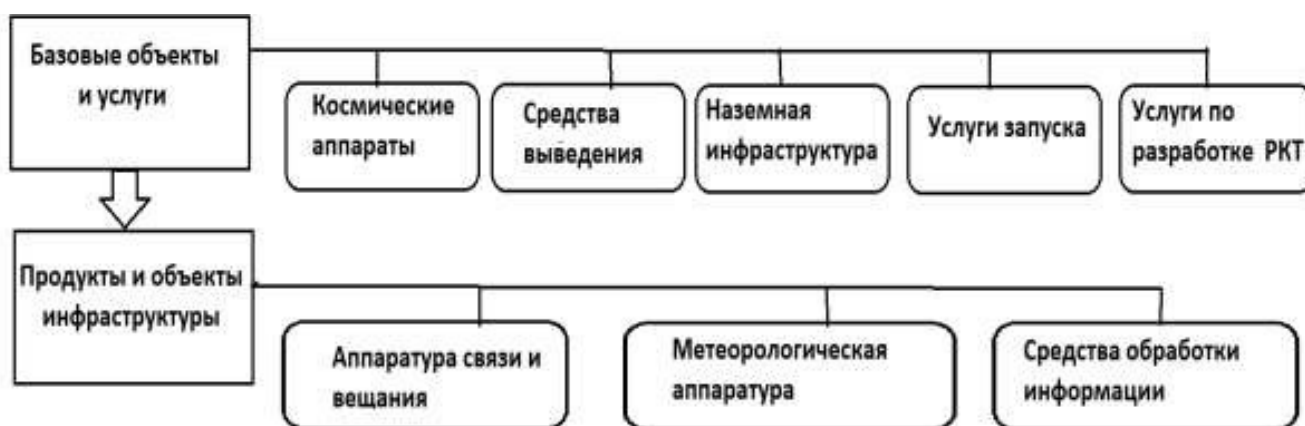 Базовые объекты
и услуги
Космические
аппараты
Средства
выведения
Наземная
инфраструктура
Услуги запуска
Услуги по
разработке РКТ
Продукты и объекты
инфраструктуры
Аппаратура связи и
вещания
Метеорологическая
аппаратура
Средства обработки
информации